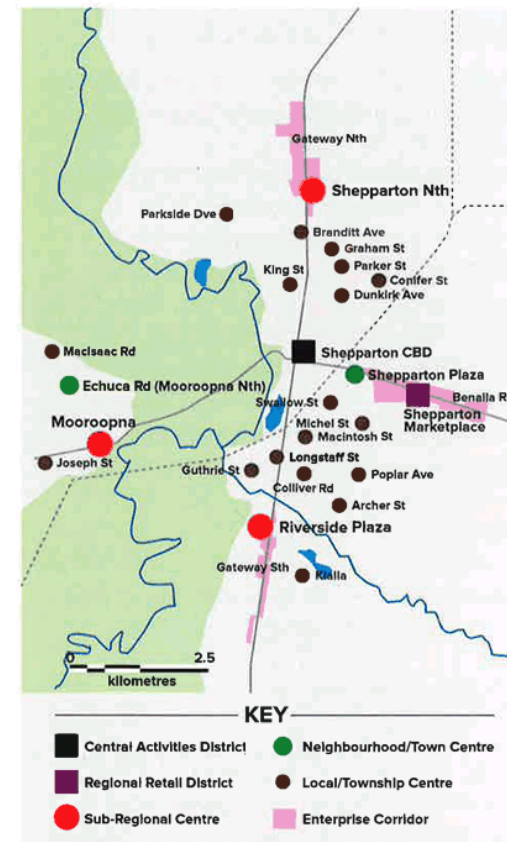 Gateway Nth
Shepparton Nth
Parkside Dve
Branditt Ave
Graham St
Parker St
King St
Conifer St
Dunkirk Ave
MacIsaac Rd
Shepparton CBD
Echuca Rd (Mooroopna Nth)
Shepparton Plaza
Benalla R
Swallow St
Shepparton
Marketplace
Mooroopna
Michel St
Macintosh St
Joseph St
Longstaff St
Guthrie St
Poplar Ave
Colliver Rd
Archer St
Riverside Plaza
Gateway Sth
Kialla
0 2.5
kilometres
KEY
Central Activities District
Neighbourhood/Town Centre
Regional Retail District
Local/Township Centre
Sub-Regional Centre
Enterprise Corridor